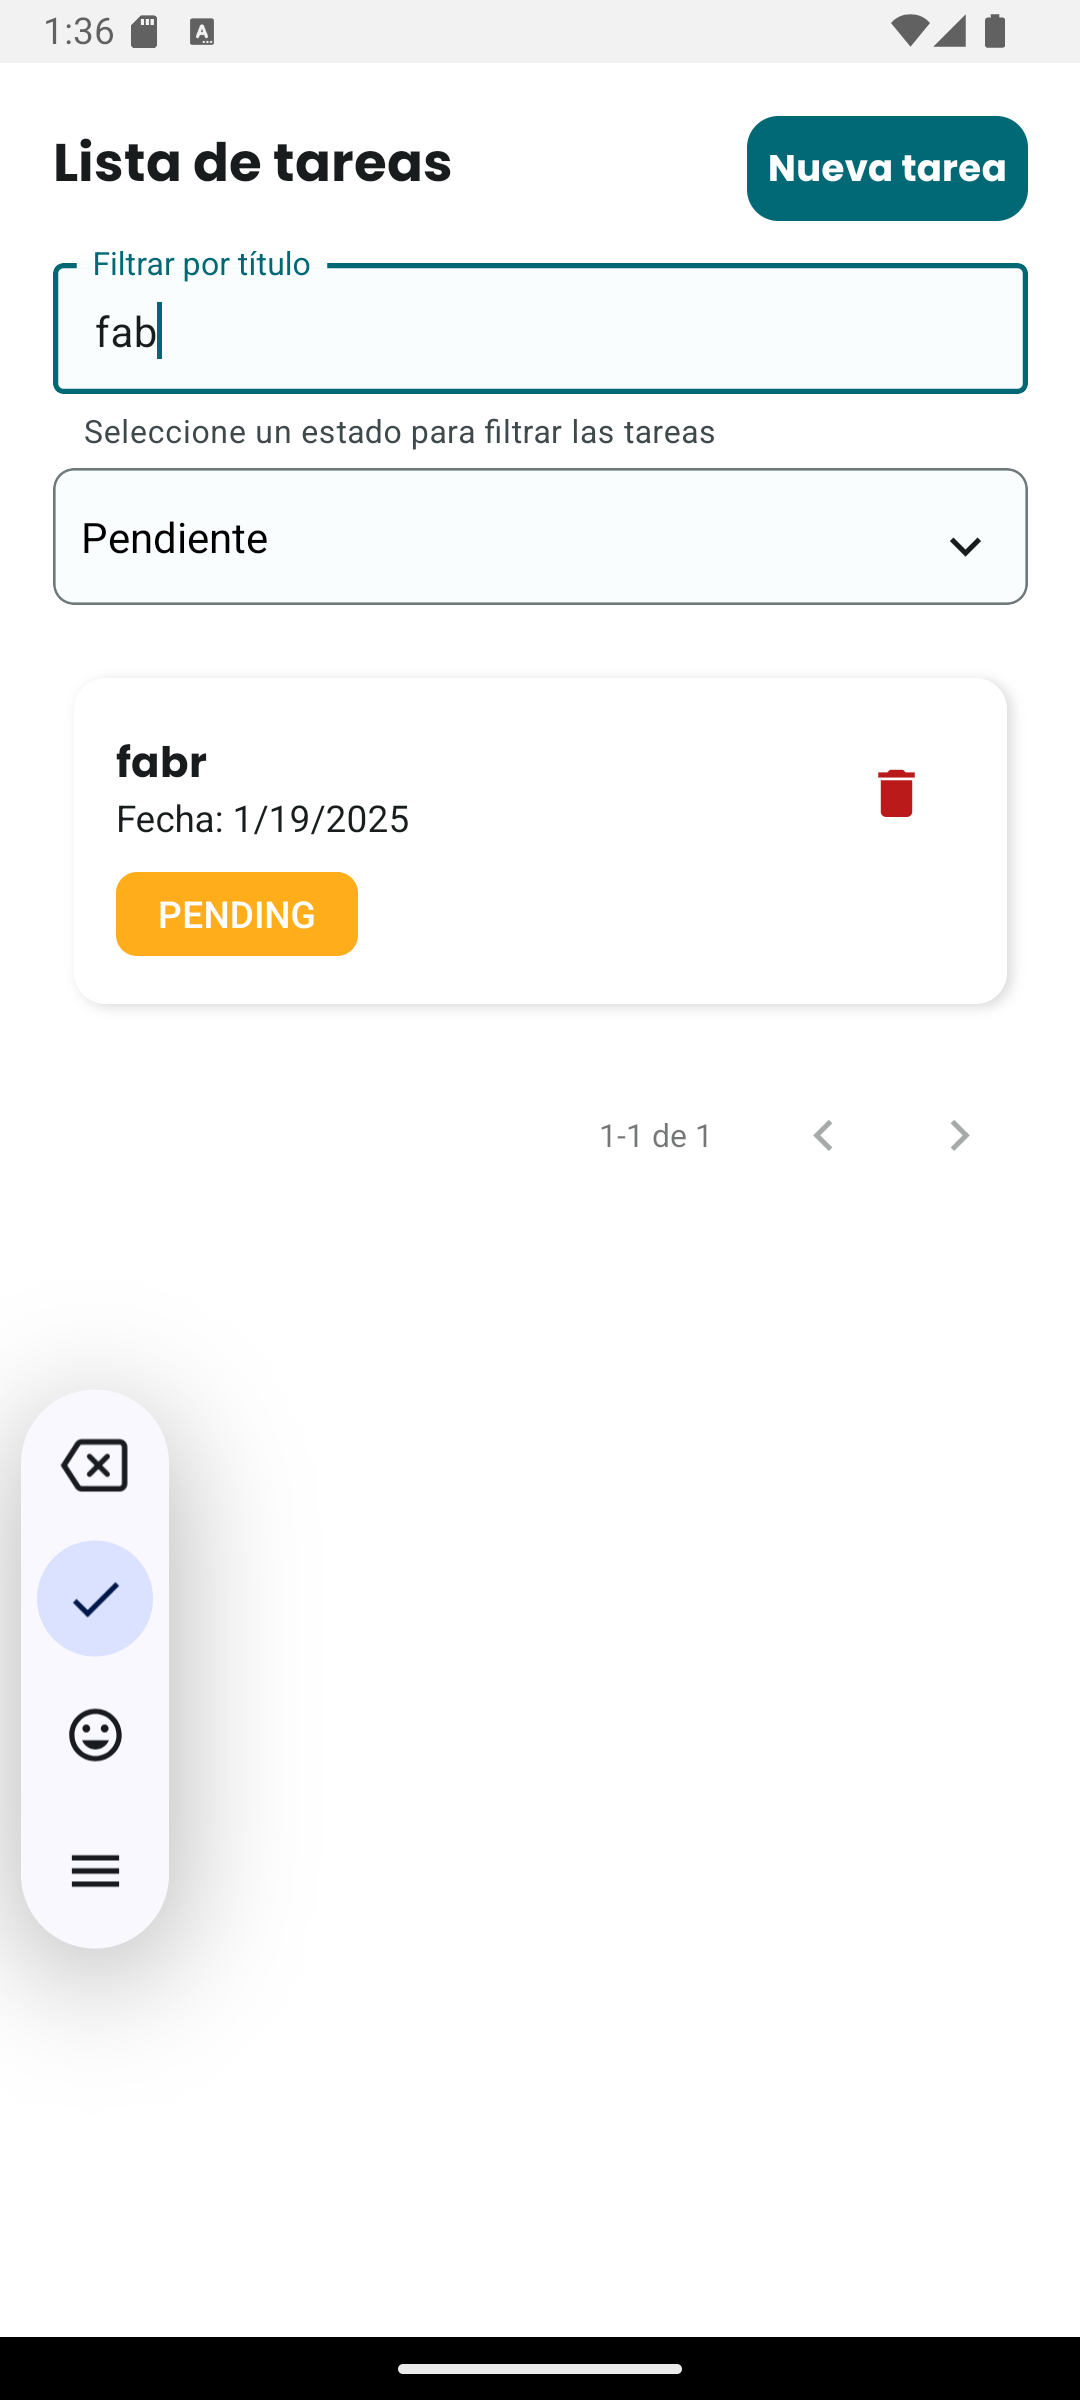 1:36
Lista de tareas
Nueva tarea
Filtrar por título
fab
Seleccione un estado para filtrar las tareas
Pendiente
fabr
Fecha: 1/19/2025
PENDING
1-1 de 1